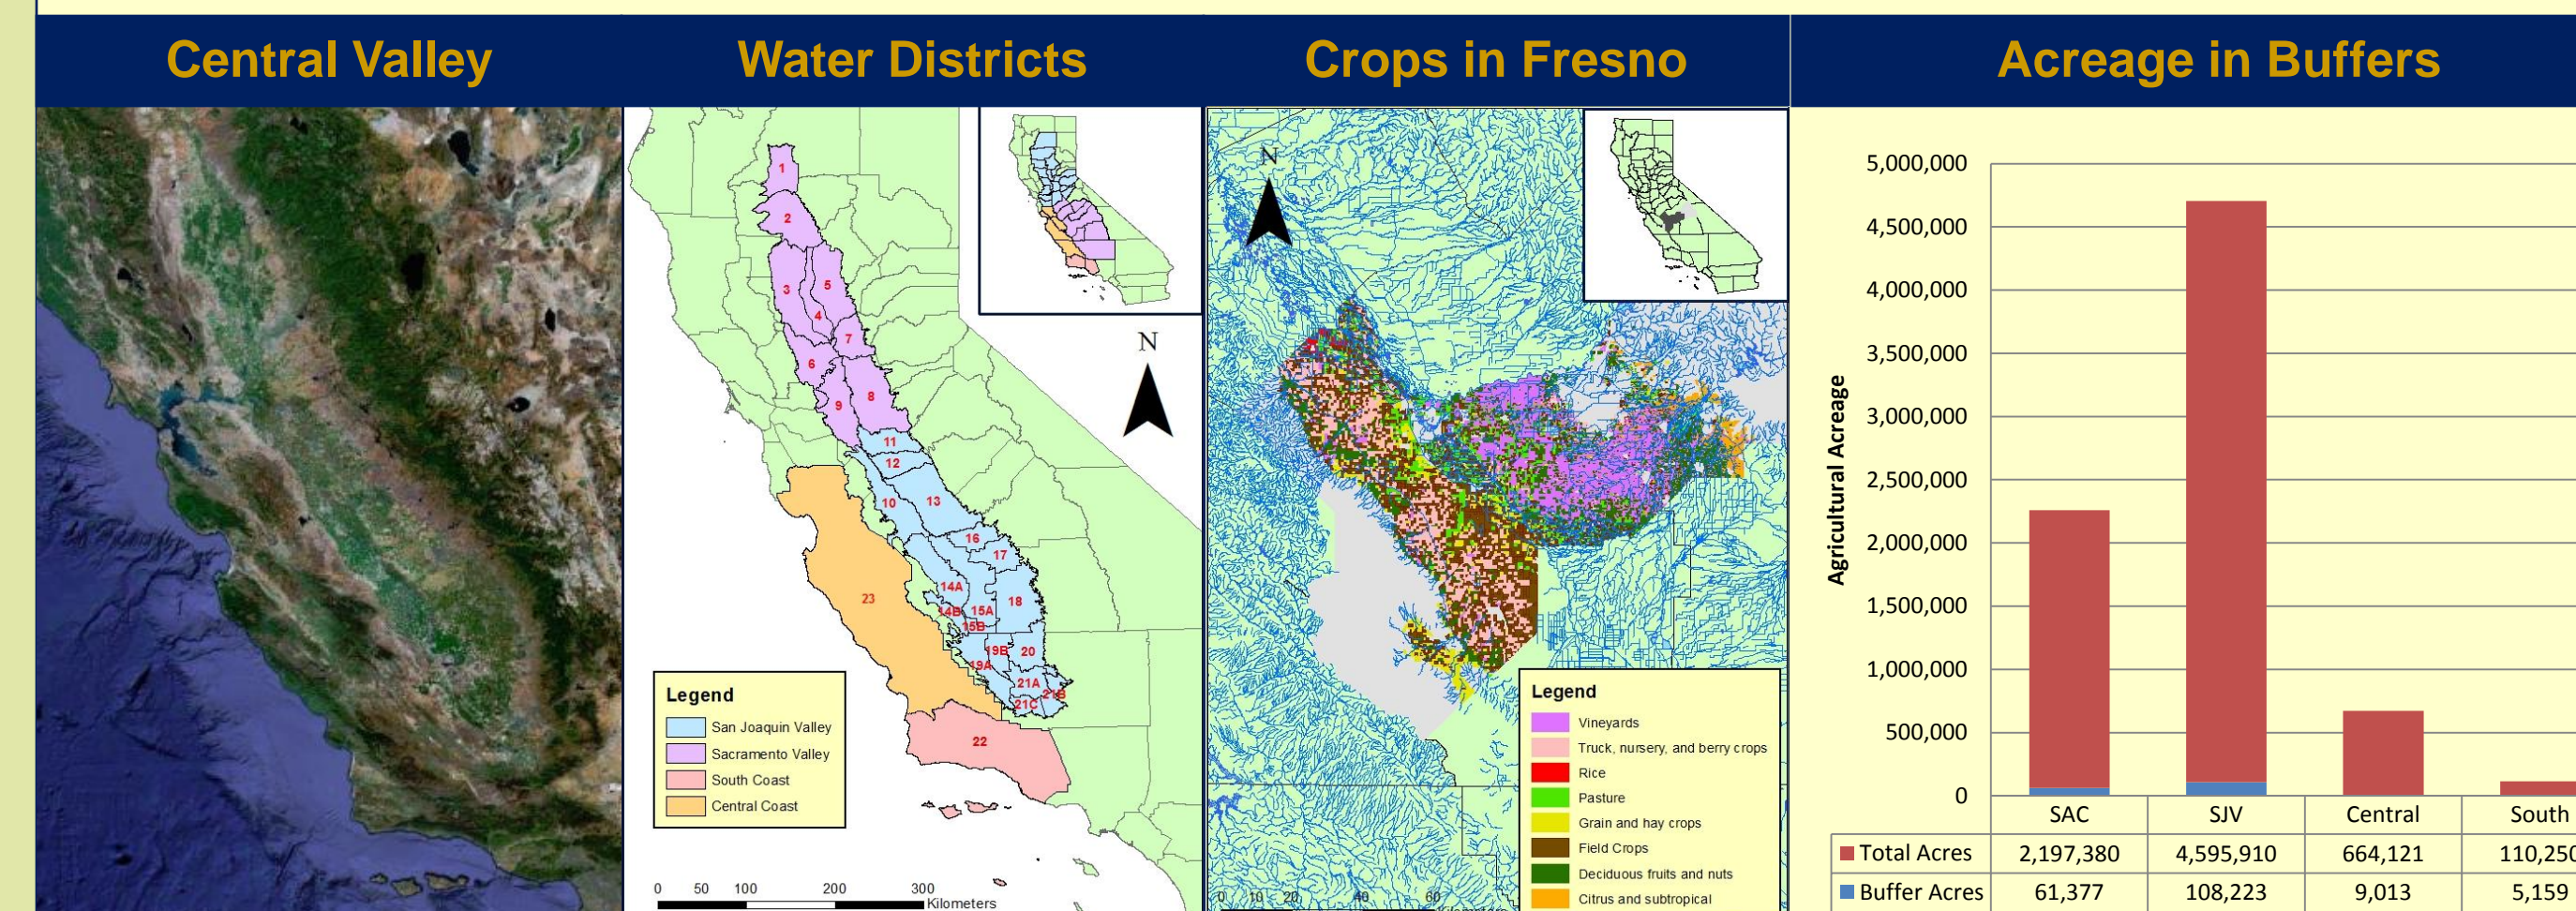 Central Valley
Water Districts
Crops in Fresno
Acreage in Buffers
1
2
3
5
4
7
6
8
9
11
12
10
13
16
17
14A
14B
15A
15B
18
19B
19A
20
21A
21B
21C
22
23
N
Legend
San Joaquin Valley
Sacramento Valley
South Coast
Central Coast
0 50 100 200 300
Kilometers
N
Legend
Vineyards
Truck, nursery, and berry crops
Rice
Pasture
Grain and hay crops
Field Crops
Deciduous fruits and nuts
Citrus and subtropical
0 10 20 40 60
Agricultural Acreage
5,000,000
4,500,000
4,000,000
3,500,000
3,000,000
2,500,000
2,000,000
1,500,000
1,000,000
500,000
0
SAC SJV Central South
Total Acres 2,197,380 4,595,910 664,121 110,250
Buffer Acres 61,377 108,223 9,013 5,159